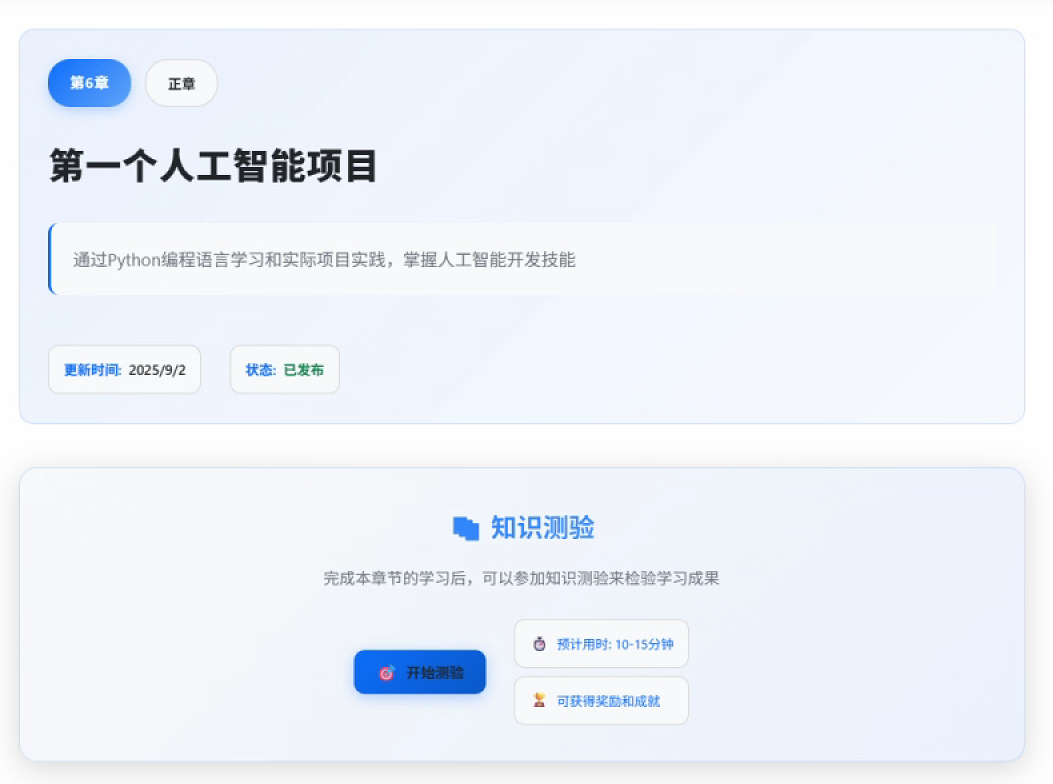 第6章 正章
第一个人工智能项目
通过Python编程语言学习和实际项目实践，掌握人工智能开发技能
更新时间: 2025/9/2 状态: 已发布
知识测验
完成本章节的学习后，可以参加知识测验来检验学习成果
开始测验
预计用时: 10-15分钟
可获得奖励和成就